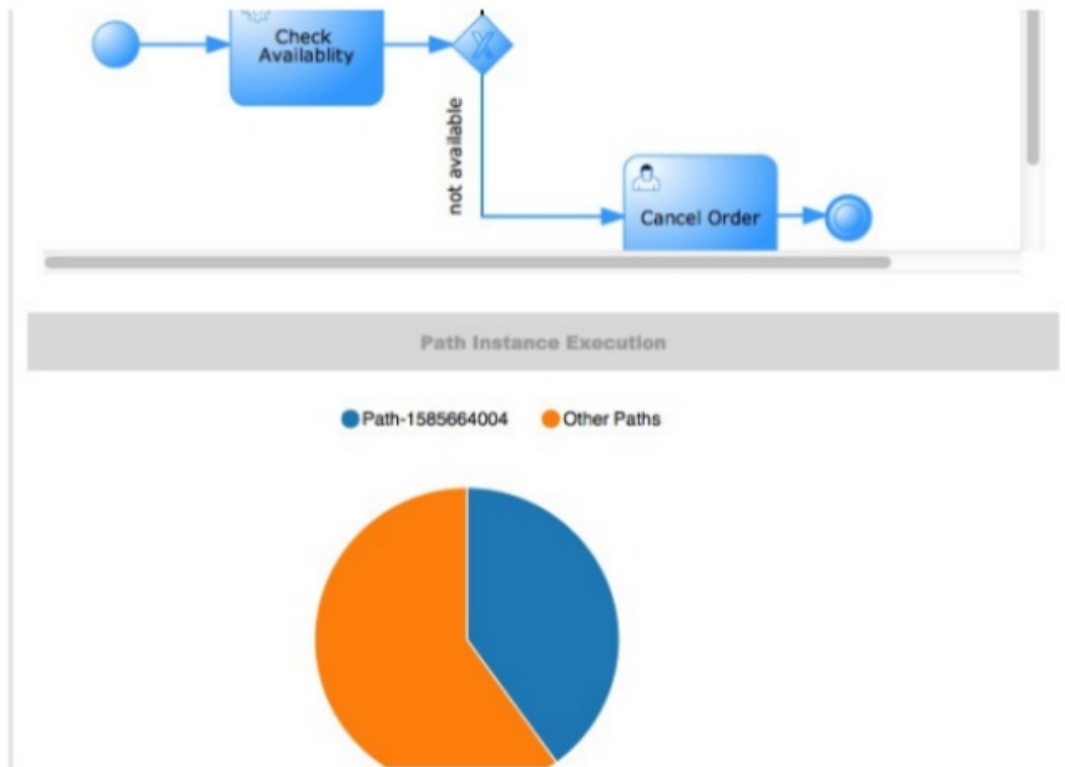 Check
Availablity
not available
Cancel Order
Path Instance Execution
Path-1585664004
Other Paths